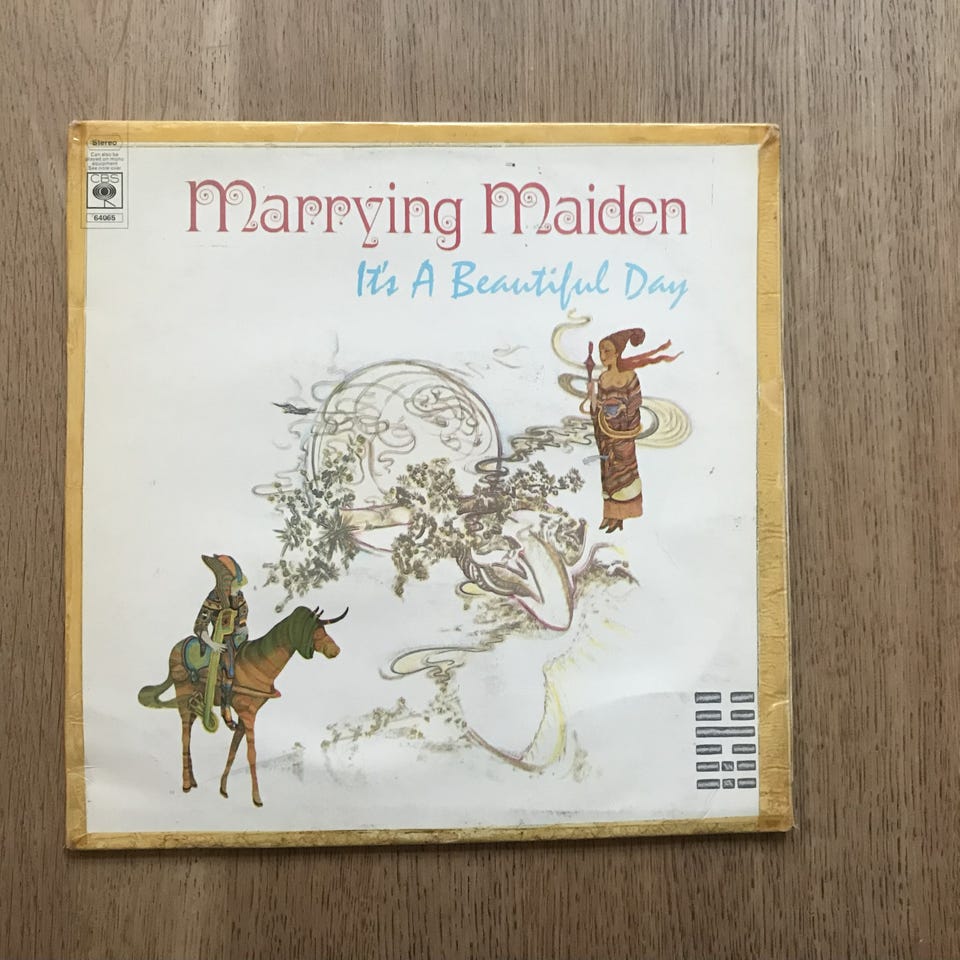 Stereo
Can also be
played on mono
equipment
See note over
CBS
64065
Marrying Maiden
It's A Beautiful Day